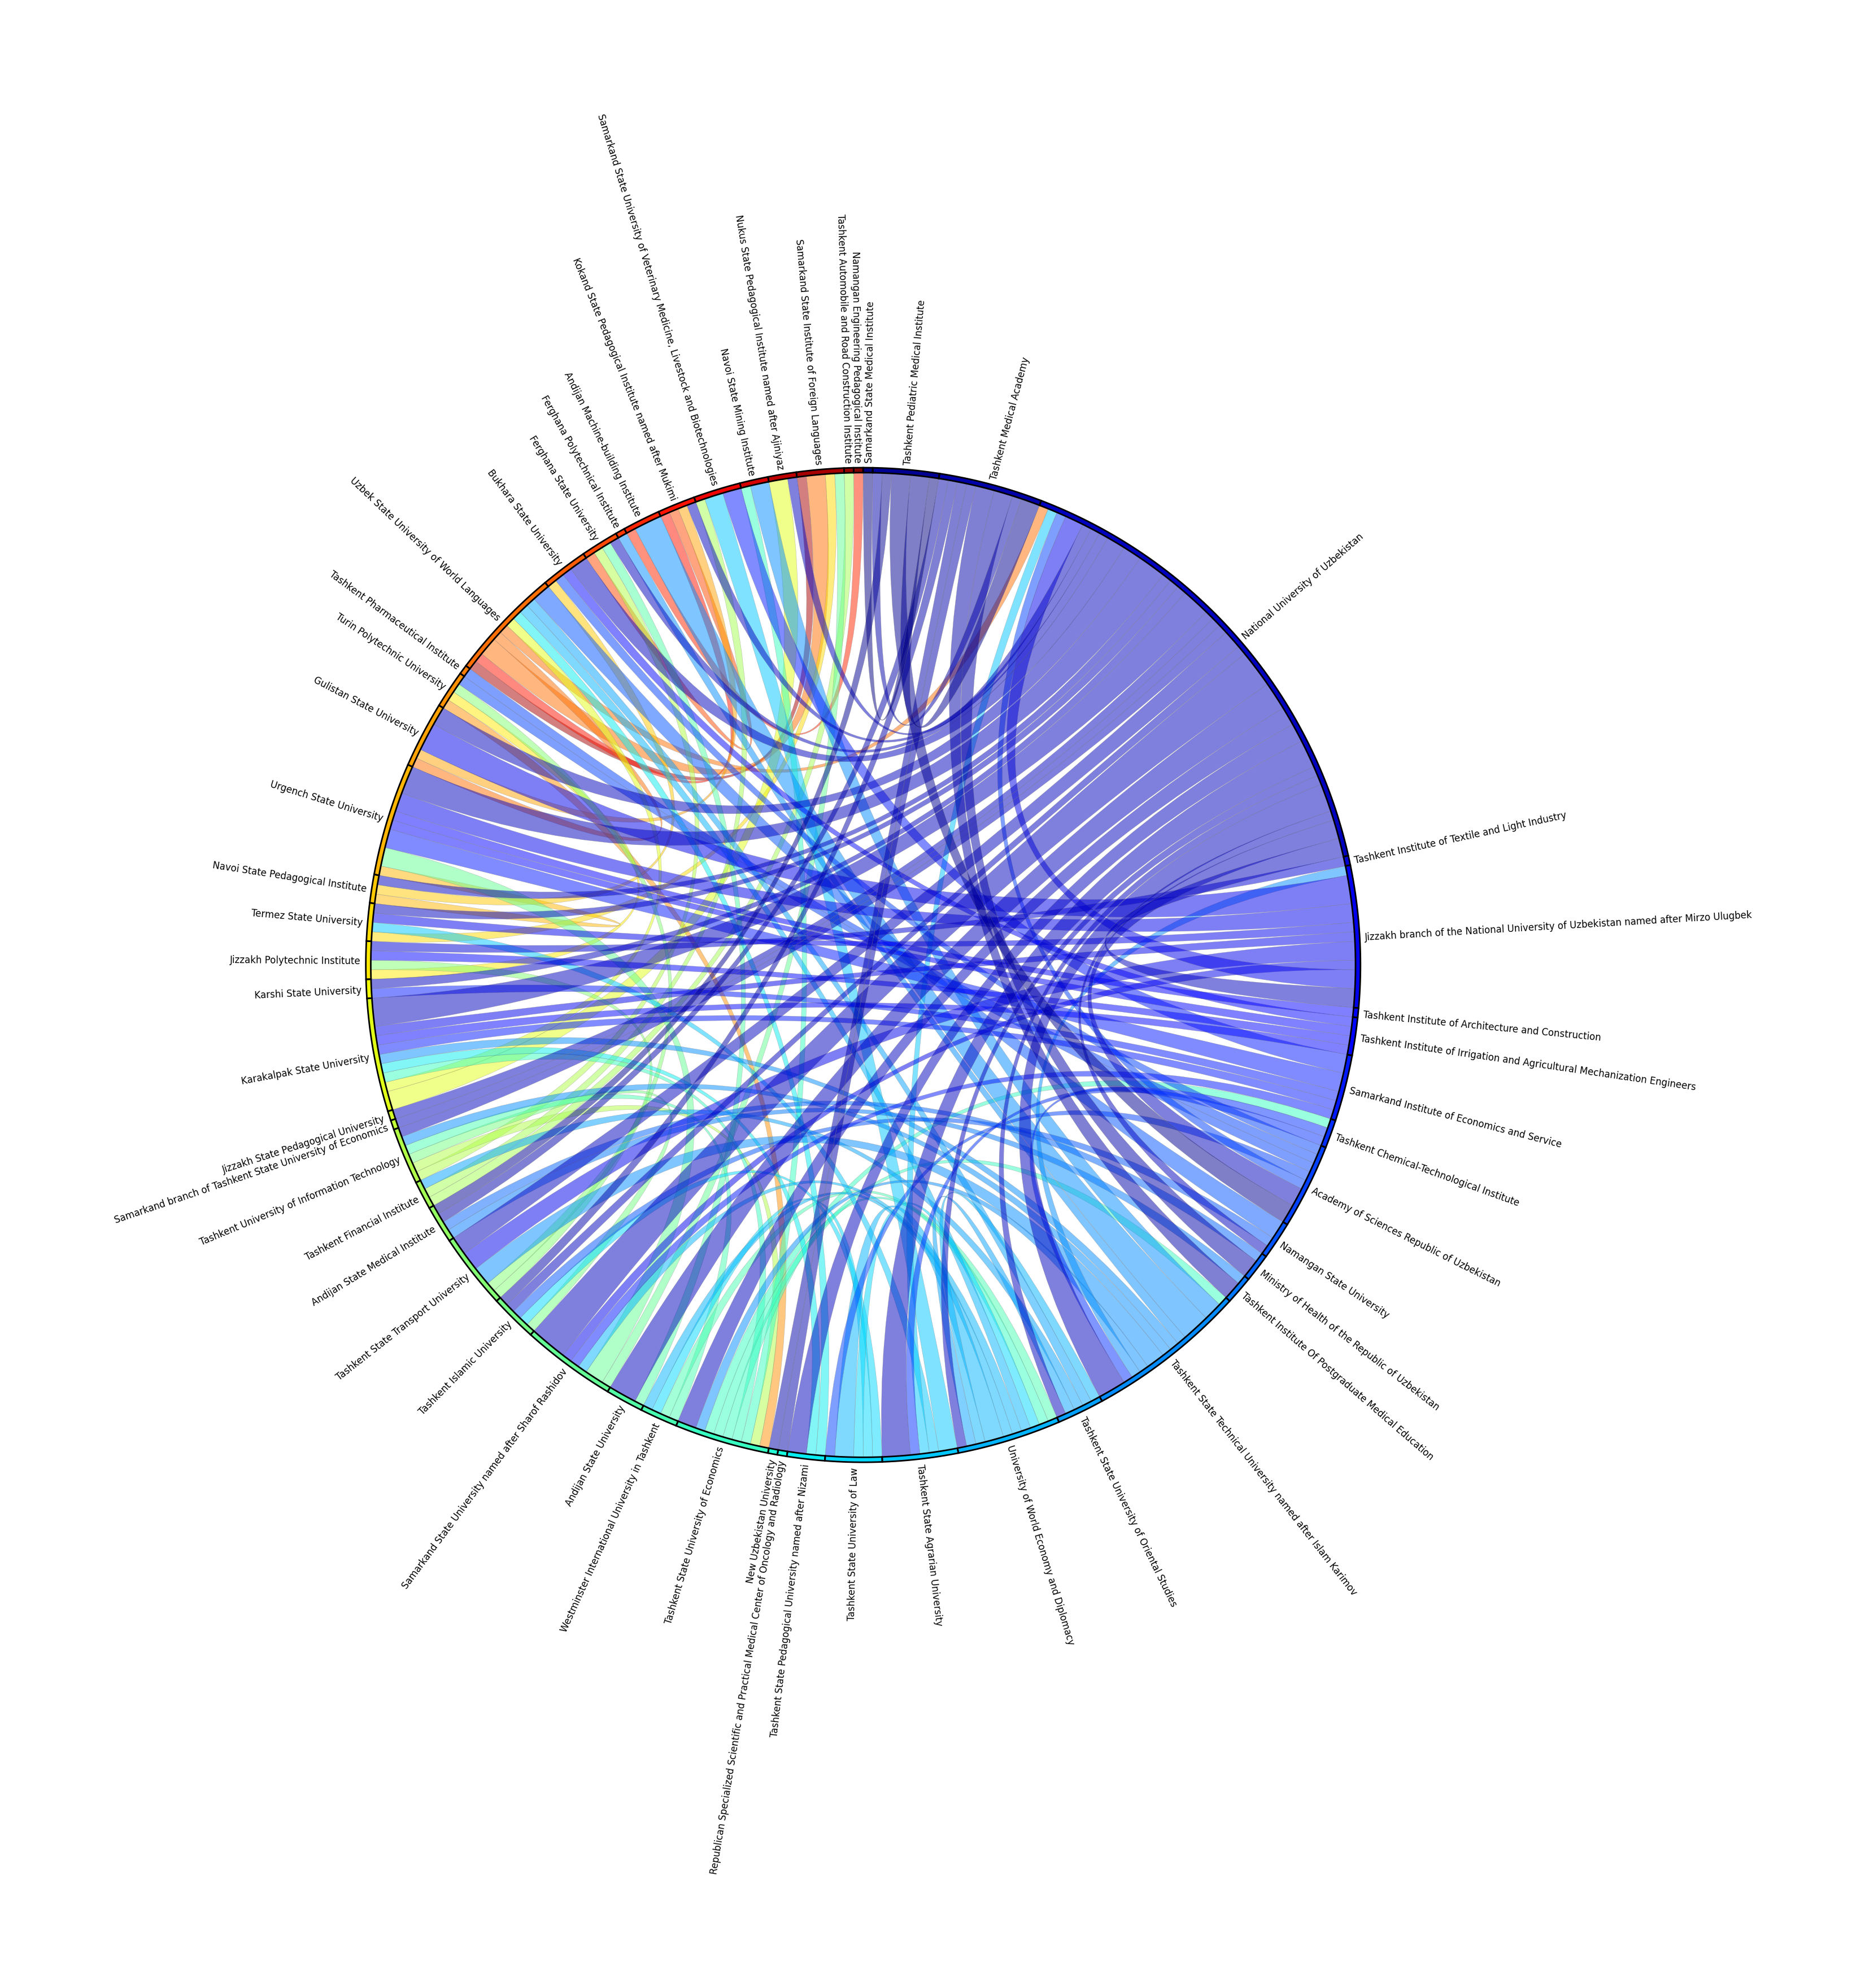 Samarkand State Medical Institute
Tashkent Pediatric Medical Institute
Tashkent Medical Academy
National University of Uzbekistan
Tashkent Institute of Textile and Light Industry
Jizzakh branch of the National University of Uzbekistan named after Mirzo Ulugbek
Tashkent Institute of Architecture and Construction
Tashkent Institute of Irrigation and Agricultural Mechanization Engineers
Samarkand Institute of Economics and Service
Tashkent Chemical-Technological Institute
Academy of Sciences Republic of Uzbekistan
Namangan State University
Ministry of Health of the Republic of Uzbekistan
Tashkent Institute Of Postgraduate Medical Education
Tashkent State Technical University named after Islam Karimov
Tashkent State University of Oriental Studies
University of World Economy and Diplomacy
Tashkent State Agrarian University
Tashkent State University of Law
Tashkent State Pedagogical University named after Nizami
Republican Specialized Scientific and Practical Medical Center of Oncology and Radiology
New Uzbekistan University
Tashkent State University of Economics
Westminster International University in Tashkent
Andijan State University
Samarkand State University named after Sharof Rashidov
Tashkent Islamic University
Tashkent State Transport University
Andijan State Medical Institute
Tashkent Financial Institute
Tashkent University of Information Technology
Samarkand branch of Tashkent State University of Economics
Jizzakh State Pedagogical University
Karakalpak State University
Karshi State University
Jizzakh Polytechnic Institute
Termez State University
Navoi State Pedagogical Institute
Urgench State University
Gulistan State University
Turin Polytechnic University
Tashkent Pharmaceutical Institute
Uzbek State University of World Languages
Bukhara State University
Ferghana State University
Ferghana Polytechnical Institute
Andijan Machine-building Institute
Kokand State Pedagogical Institute named after Mukimi
Samarkand State University of Veterinary Medicine, Livestock and Biotechnologies
Navoi State Mining Institute
Nukus State Pedagogical Institute named after Ajiniyaz
Samarkand State Institute of Foreign Languages
Tashkent Automobile and Road Construction Institute
Namangan Engineering Pedagogical Institute